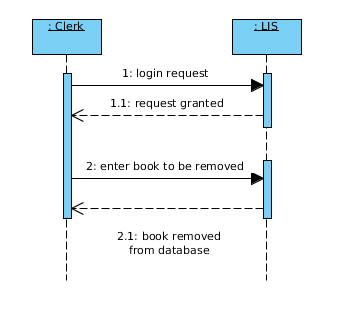 : Clerk
: LIS
1: login request
1.1: request granted
2: enter book to be removed
2.1: book removed
from database